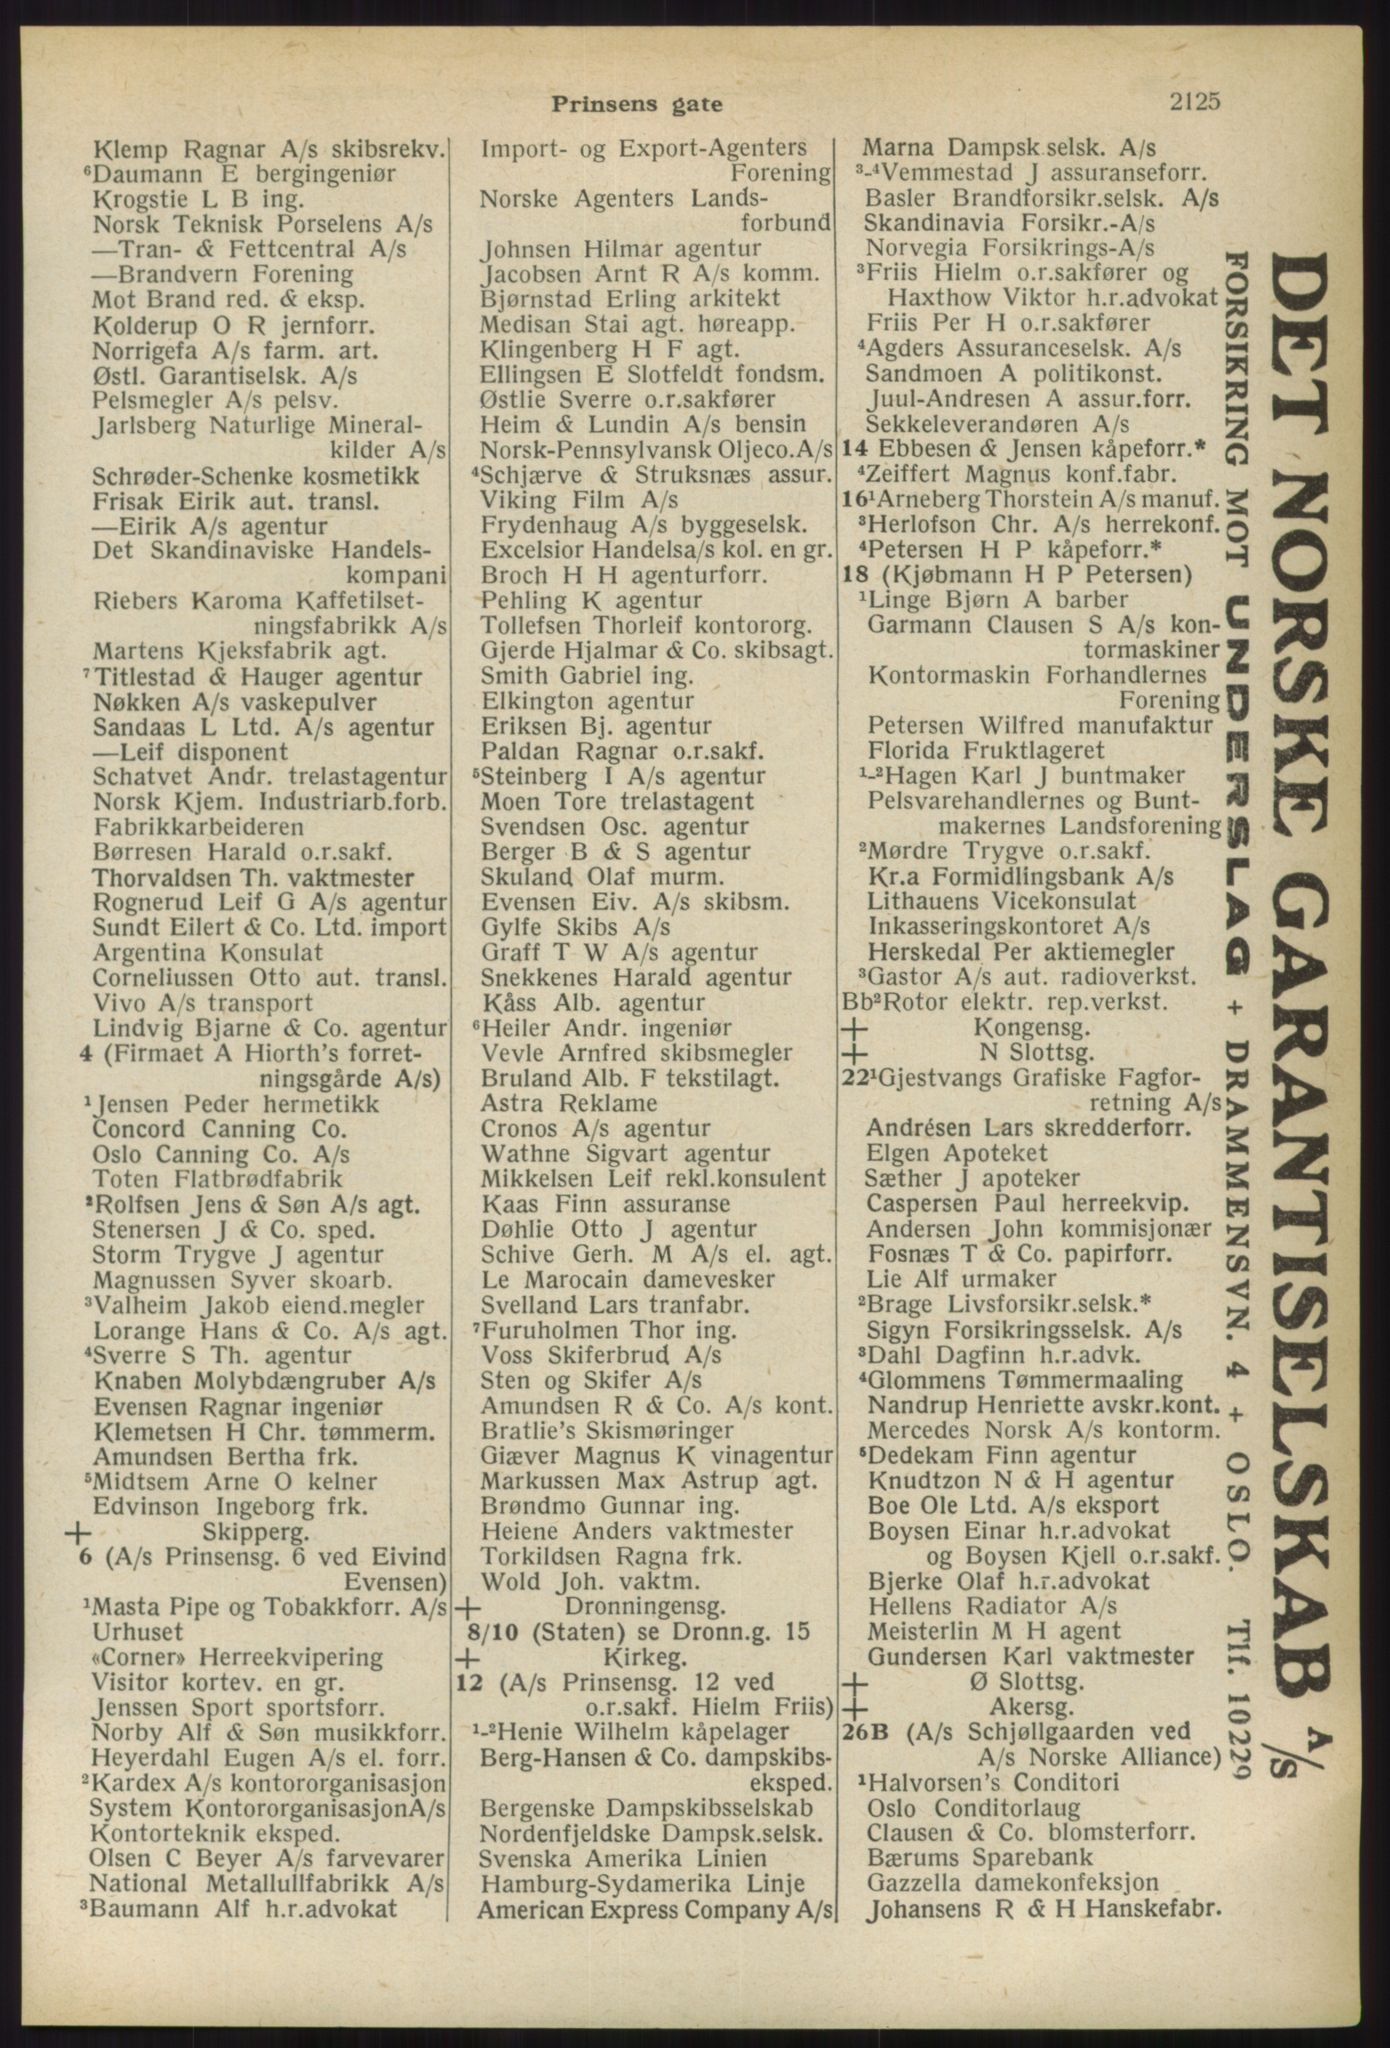 Prinsens gate
2125
Klemp Ragnar A/s skibsrekv.
⁶Daumann E bergingeniør
Krogstie L B ing.
Norsk Teknisk Porselens A/s
—Tran- & Fettcentral A/s
—Brandvern Forening
Mot Brand red. & eksp.
Kolderup O R jernforr.
Norrigefa A/s farm. art.
Østl. Garantiselsk. A/s
Pelsmegler A/s pelsv.
Jarlsberg Naturlige Mineral-
kilder A/s
Schrøder-Schenke kosmetikk
Frisak Eirik aut. transl.
—Eirik A/s agentur
Det Skandinaviske Handels-
kompani
Riebers Karoma Kaffetilset-
ningsfabrikk A/s
Martens Kjeksfabrik agt.
⁷Titlestad & Hauger agentur
Nøkken A/s vaskepulver
Sandaas L Ltd. A/s agentur
—Leif disponent
Schatvet Andr. trelastagentur
Norsk Kjem. Industriarb.forb.
Fabrikkarbeideren
Børresen Harald o.r.sakf.
Thorvaldsen Th. vaktmester
Rognerud Leif G A/s agentur
Sundt Eilert & Co. Ltd. import
Argentina Konsulat
Corneliussen Otto aut. transl.
Vivo A/s transport
Lindvig Bjarne & Co. agentur
4 (Firmaet A Hiorth's forret-
ningsgårde A/s)
¹Jensen Peder hermetikk
Concord Canning Co.
Oslo Canning Co. A/s
Toten Flatbrødfabrik
²Rolfsen Jens & Søn A/s agt.
Stenersen J & Co. sped.
Storm Trygve J agentur
Magnussen Syver skoarb.
³Valheim Jakob eiend.megler
Lorange Hans & Co. A/s agt.
⁴Sverre S Th. agentur
Knaben Molybdængruber A/s
Evensen Ragnar ingeniør
Klemetsen H Chr. tømmerm.
Amundsen Bertha frk.
⁵Midtsem Arne O kelner
Edvinson Ingeborg frk.
+ Skipperg.
6 (A/s Prinsensg. 6 ved Eivind
Evensen)
¹Masta Pipe og Tobakkforr. A/s
Urhuset
«Corner» Herreekvipering
Visitor kortev. en gr.
Jenssen Sport sportsforr.
Norby Alf & Søn musikkforr.
Heyerdahl Eugen A/s el. forr.
²Kardex A/s kontororganisasjon
System KontororganisasjonA/s
Kontorteknik eksped.
Olsen C Beyer A/s farvevarer
National Metallullfabrikk A/s
³Baumann Alf h.r.advokat
Import- og Export-Agenters
Forening
Norske Agenters Lands-
forbund
Johnsen Hilmar agentur
Jacobsen Arnt R A/s komm.
Bjørnstad Erling arkitekt
Medisan Stai agt. høreapp.
Klingenberg H F agt.
Ellingsen E Slotfeldt fondsm.
Østlie Sverre o.r.sakfører
Heim & Lundin A/s bensin
Norsk-Pennsylvansk Oljeco.A/s
⁴Schjærve & Struksnæs assur.
Viking Film A/s
Frydenhaug A/s byggeselsk.
Excelsior Handelsa/s kol. en gr.
Broch H H agenturforr.
Pehling K agentur
Tollefsen Thorleif kontororg.
Gjerde Hjalmar & Co. skibsagt.
Smith Gabriel ing.
Elkington agentur
Eriksen Bj. agentur
Paldan Ragnar o.r.sakf.
⁵Steinberg I A/s agentur
Moen Tore trelastagent
Svendsen Osc. agentur
Berger B & S agentur
Skuland Olaf murm.
Evensen Eiv. A/s skibsm.
Gylfe Skibs A/s
Graff T W A/s agentur
Snekkenes Harald agentur
Kåss Alb. agentur
⁶Heiler Andr. ingeniør
Vevle Arnfred skibsmegler
Bruland Alb. F tekstilagt.
Astra Reklame
Cronos A/s agentur
Wathne Sigvart agentur
Mikkelsen Leif rekl.konsulent
Kaas Finn assuranse
Døhlie Otto J agentur
Schive Gerh. M A/s el. agt.
Le Marocain damevesker
Svelland Lars tranfabr.
⁷Furuholmen Thor ing.
Voss Skiferbrud A/s
Sten og Skifer A/s
Amundsen R & Co. A/s kont.
Bratlie's Skismøringer
Giæver Magnus K vinagentur
Markussen Max Astrup agt.
Brøndmo Gunnar ing.
Heiene Anders vaktmester
Torkildsen Ragna frk.
Wold Joh. vaktm.
+ Dronningensg.
8/10 (Staten) se Dronn.g. 15
+ Kirkeg.
12 (A/s Prinsensg. 12 ved
o.r.sakf. Hielm Friis)
¹-²Henie Wilhelm kåpelager
Berg-Hansen & Co. dampskibs-
eksped.
Bergenske Dampskibsselskab
Nordenfjeldske Dampsk.selsk.
Svenska Amerika Linien
Hamburg-Sydamerika Linje
American Express Company A/s
Marna Dampsk.selsk. A/s
³-⁴Vemmestad J assuranseforr.
Basler Brandforsikr.selsk. A/s
Skandinavia Forsikr.-A/s
Norvegia Forsikrings-A/s
³Friis Hielm o.r.sakfører og
Haxthow Viktor h.r.advokat
Friis Per H o.r.sakfører
⁴Agders Assuranceselsk. A/s
Sandmoen A politikonst.
Juul-Andresen A assur.forr.
Sekkeleverandøren A/s
14 Ebbesen & Jensen kåpeforr.*
⁴Zeiffert Magnus konf.fabr.
16¹Arneberg Thorstein A/s manuf.
³Herlofson Chr. A/s herrekonf.
⁴Petersen H P kåpeforr.*
18 (Kjøbmann H P Petersen)
¹Linge Bjørn A barber
Garmann Clausen S A/s kon-
tormaskiner
Kontormaskin Forhandlernes
Forening
Petersen Wilfred manufaktur
Florida Fruktlageret
¹-²Hagen Karl J buntmaker
Pelsvarehandlernes og Bunt-
makernes Landsforening
²Mørdre Trygve o.r.sakf.
Kr.a Formidlingsbank A/s
Lithauens Vicekonsulat
Inkasseringskontoret A/s
Herskedal Per aktiemegler
³Gastor A/s aut. radioverkst.
Bb²Rotor elektr. rep.verkst.
+ Kongensg.
+ N Slottsg.
22¹Gjestvangs Grafiske Fagfor-
retning A/s
Andrésen Lars skredderforr.
Elgen Apoteket
Sæther J apoteker
Caspersen Paul herreekvip.
Andersen John kommisjonær
Fosnæs T & Co. papirforr.
Lie Alf urmaker
²Brage Livsforsikr.selsk.*
Sigyn Forsikringsselsk. A/s
³Dahl Dagfinn h.r.advk.
⁴Glommens Tømmermaaling
Nandrup Henriette avskr.kont.
Mercedes Norsk A/s kontorm.
⁵Dedekam Finn agentur
Knudtzon N & H agentur
Boe Ole Ltd. A/s eksport
Boysen Einar h.r.advokat
og Boysen Kjell o.r.sakf.
Bjerke Olaf h.r.advokat
Hellens Radiator A/s
Meisterlin M H agent
Gundersen Karl vaktmester
+ Ø Slottsg.
+ Akersg.
26B (A/s Schjøllgaarden ved
A/s Norske Alliance)
¹Halvorsen's Conditori
Oslo Conditorlaug
Clausen & Co. blomsterforr.
Bærums Sparebank
Gazzella damekonfeksjon
Johansens R & H Hanskefabr.
DET NORSKE GARANTISELSKAB A/S
FORSIKRING MOT UNDERSLAG + DRAMMENSVN. 4 + OSLO. Tlf. 10229